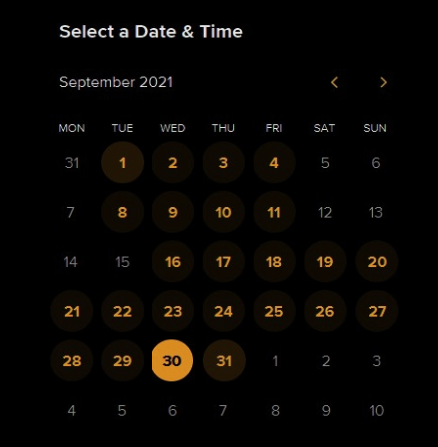 Select a Date & Time
September 2021
MON TUE WED THU FRI SAT SUN
31 1 2 3 4 5 6
7 8 9 10 11 12 13
14 15 16 17 18 19 20
21 22 23 24 25 26 27
28 29 30 31 1 2 3
4 5 6 7 8 9 10